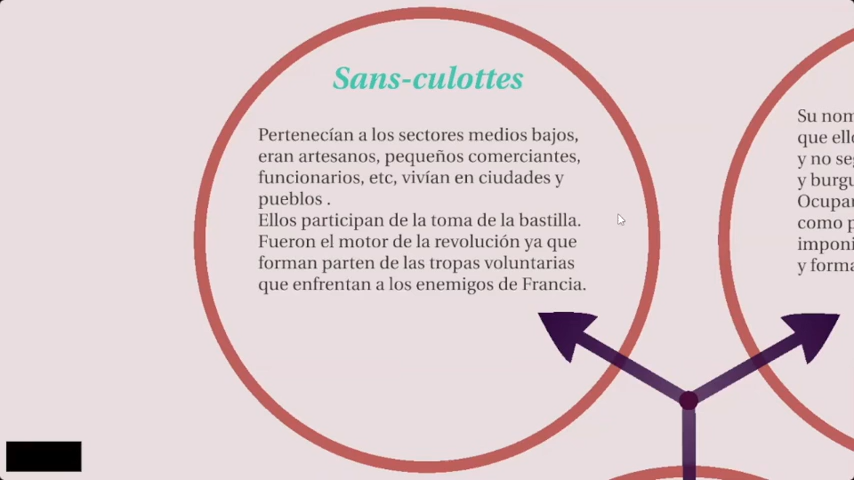 Sans-culottes
Pertenecían a los sectores medios bajos,
eran artesanos, pequeños comerciantes,
funcionarios, etc, vivían en ciudades y
pueblos .
Ellos participan de la toma de la bastilla.
Fueron el motor de la revolución ya que
forman parten de las tropas voluntarias
que enfrentan a los enemigos de Francia.
Su nom
que ell
y no se
y burgu
Ocupar
como p
imponi
y forma